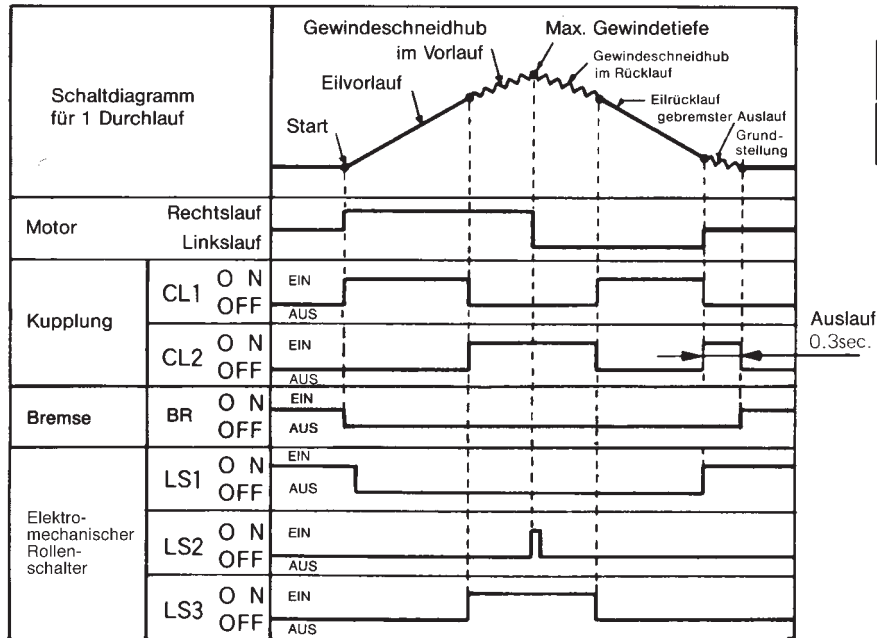 Schaltdiagramm
für 1 Durchlauf
Gewindeschneidhub
im Vorlauf
Max. Gewindetiefe
Gewindeschneidhub
im Rücklauf
Eilvorlauf
Start
Eilrücklauf
gebremster Auslauf
Grund-
stellung
Motor
Rechtslauf
Linkslauf
Kupplung
CL1
O N
OFF
EIN
AUS
CL2
O N
OFF
EIN
AUS
Auslauf
0.3sec.
Bremse
BR
O N
OFF
EIN
AUS
Elektro-
mechanischer
Rollen-
schalter
LS1
O N
OFF
EIN
AUS
LS2
O N
OFF
EIN
AUS
LS3
O N
OFF
EIN
AUS